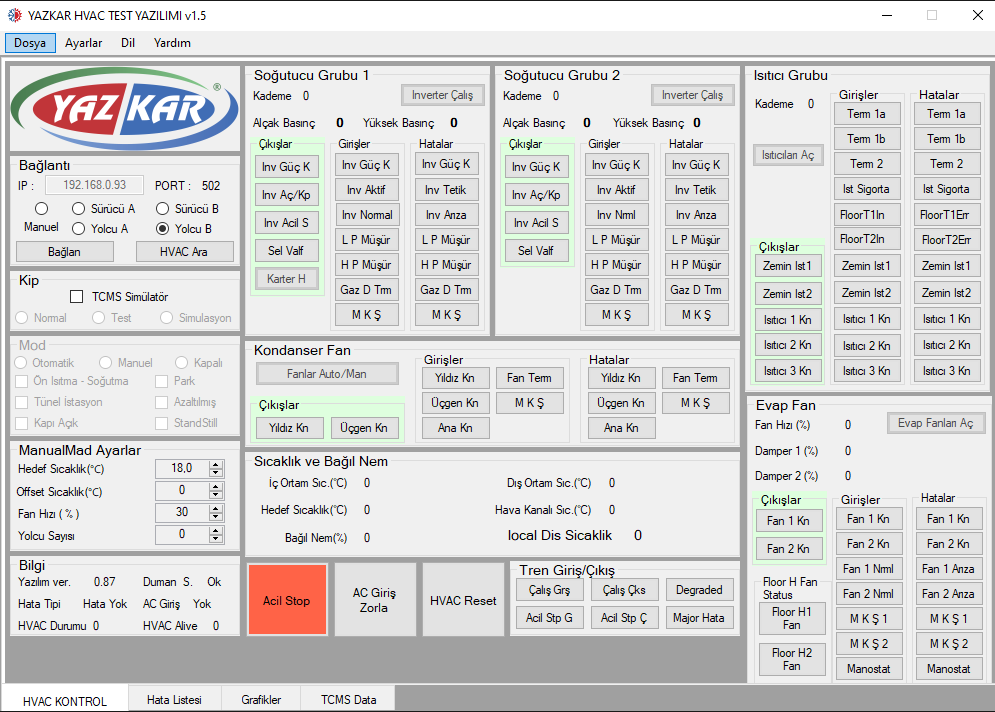 YAZKAR HVAC TEST YAZILIMI v1.5
Dosya Ayarlar Dil Yardım
YAZKAR ®
Bağlantı
IP : 192.168.0.93 PORT : 502
Manuel Sürücü A Sürücü B
Yolcu A Yolcu B
Bağlan HVAC Ara
Kip
TCMS Simülatör
Normal Test Simulasyon
Mod
Otomatik Manuel Kapalı
Ön Isıtma - Soğutma Park
Tünel İstasyon Azaltılmış
Kapı Açık StandStill
ManualMad Ayarlar
Hedef Sıcaklık(°C) 18,0
Offset Sıcaklık(°C) 0
Fan Hızı ( % ) 30
Yolcu Sayısı 0
Bilgi
Yazılım ver. 0.87 Duman S. Ok
Hata Tipi Hata Yok AC Giriş Yok
HVAC Durumu 0 HVAC Alive 0
Soğutucu Grubu 1
Kademe 0 Inverter Çalış
Alçak Basınç 0 Yüksek Basınç 0
Çıkışlar
Inv Güç K
Inv Aç/Kp
Inv Acil S
Sel Valf
Karter H
Girişler
Inv Güç K
Inv Aktif
Inv Normal
L P Müşür
H P Müşür
Gaz D Trm
M K Ş
Hatalar
Inv Güç K
Inv Tetik
Inv Arıza
L P Müşür
H P Müşür
Gaz D Trm
M K Ş
Soğutucu Grubu 2
Kademe 0 Inverter Çalış
Alçak Basınç 0 Yüksek Basınç 0
Çıkışlar
Inv Güç K
Inv Aç/Kp
Inv Acil S
Sel Valf
Girişler
Inv Güç K
Inv Aktif
Inv Nrml
L P Müşür
H P Müşür
Gaz D Trm
M K Ş
Hatalar
Inv Güç K
Inv Tetik
Inv Arıza
L P Müşür
H P Müşür
Gaz D Trm
M K Ş
Isıtıcı Grubu
Kademe 0
Isıtıcıları Aç
Çıkışlar
Zemin Ist1
Zemin Ist2
Isıtıcı 1 Kn
Isıtıcı 2 Kn
Isıtıcı 3 Kn
Girişler
Term 1a
Term 1b
Term 2
Ist Sigorta
FloorT1In
FloorT2In
Zemin Ist1
Zemin Ist2
Isıtıcı 1 Kn
Isıtıcı 2 Kn
Isıtıcı 3 Kn
Hatalar
Term 1a
Term 1b
Term 2
Ist Sigorta
FloorT1Err
FloorT2Err
Zemin Ist1
Zemin Ist2
Isıtıcı 1 Kn
Isıtıcı 2 Kn
Isıtıcı 3 Kn
Kondanser Fan
Fanlar Auto/Man
Çıkışlar
Yıldız Kn Üçgen Kn
Girişler
Yıldız Kn Fan Term
Üçgen Kn M K Ş
Ana Kn
Hatalar
Yıldız Kn Fan Term
Üçgen Kn M K Ş
Ana Kn
Sıcaklık ve Bağıl Nem
İç Ortam Sıc.(°C) 0 Dış Ortam Sıc.(°C) 0
Hedef Sıcaklık(°C) 0 Hava Kanalı Sıc.(°C) 0
Bağıl Nem(%) 0 local Dis Sicaklik 0
Acil Stop
AC Giriş
Zorla
HVAC Reset
Tren Giriş/Çıkış
Çalış Grş Çalış Çks Degraded
Acil Stp G Acil Stp Ç Major Hata
Evap Fan
Fan Hızı (%) 0 Evap Fanları Aç
Damper 1 (%) 0
Damper 2 (%) 0
Çıkışlar
Fan 1 Kn
Fan 2 Kn
Floor H Fan
Status
Floor H1
Fan
Floor H2
Fan
Girişler
Fan 1 Kn
Fan 2 Kn
Fan 1 Nml
Fan 2 Nml
M K Ş 1
M K Ş 2
Manostat
Hatalar
Fan 1 Kn
Fan 2 Kn
Fan 1 Arıza
Fan 2 Arıza
M K Ş 1
M K Ş 2
Manostat
HVAC KONTROL Hata Listesi Grafikler TCMS Data